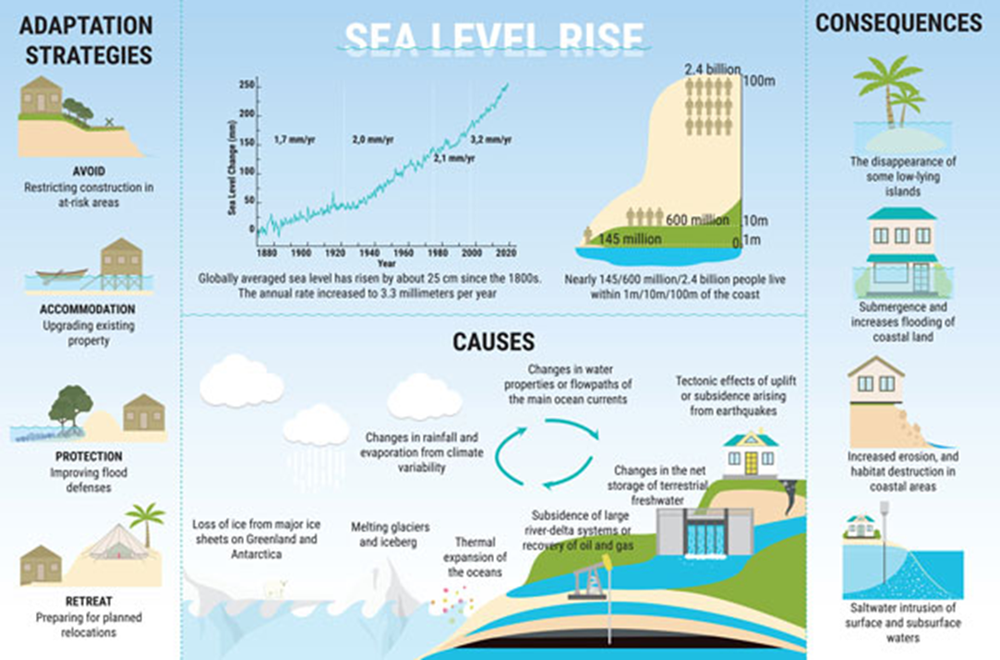 ADAPTATION
STRATEGIES
AVOID
Restricting construction in
at-risk areas
ACCOMMODATION
Upgrading existing
property
PROTECTION
Improving flood
defenses
RETREAT
Preparing for planned
relocations
SEA LEVEL RISE
Sea Level Change (mm)
250
200
150
100
50
0
1,7 mm/yr
2,0 mm/yr
2,1 mm/yr
3,2 mm/yr
1880 1900 1920 1940 1960 1980 2000 2020
Year
Globally averaged sea level has risen by about 25 cm since the 1800s.
The annual rate increased to 3.3 millimeters per year
2.4 billion
100m
600 million
10m
145 million
1m
0
Nearly 145/600 million/2.4 billion people live
within 1m/10m/100m of the coast
CAUSES
Changes in water
properties or flowpaths of
the main ocean currents
Tectonic effects of uplift
or subsidence arising
from earthquakes
Changes in rainfall and
evaporation from climate
variability
Changes in the net
storage of terrestrial
freshwater
Loss of ice from major ice
sheets on Greenland and
Antarctica
Melting glaciers
and iceberg
Thermal
expansion of
the oceans
Subsidence of large
river-delta systems or
recovery of oil and gas
CONSEQUENCES
The disappearance of
some low-lying
islands
Submergence and
increases flooding of
coastal land
Increased erosion, and
habitat destruction in
coastal areas
Saltwater intrusion of
surface and subsurface
waters